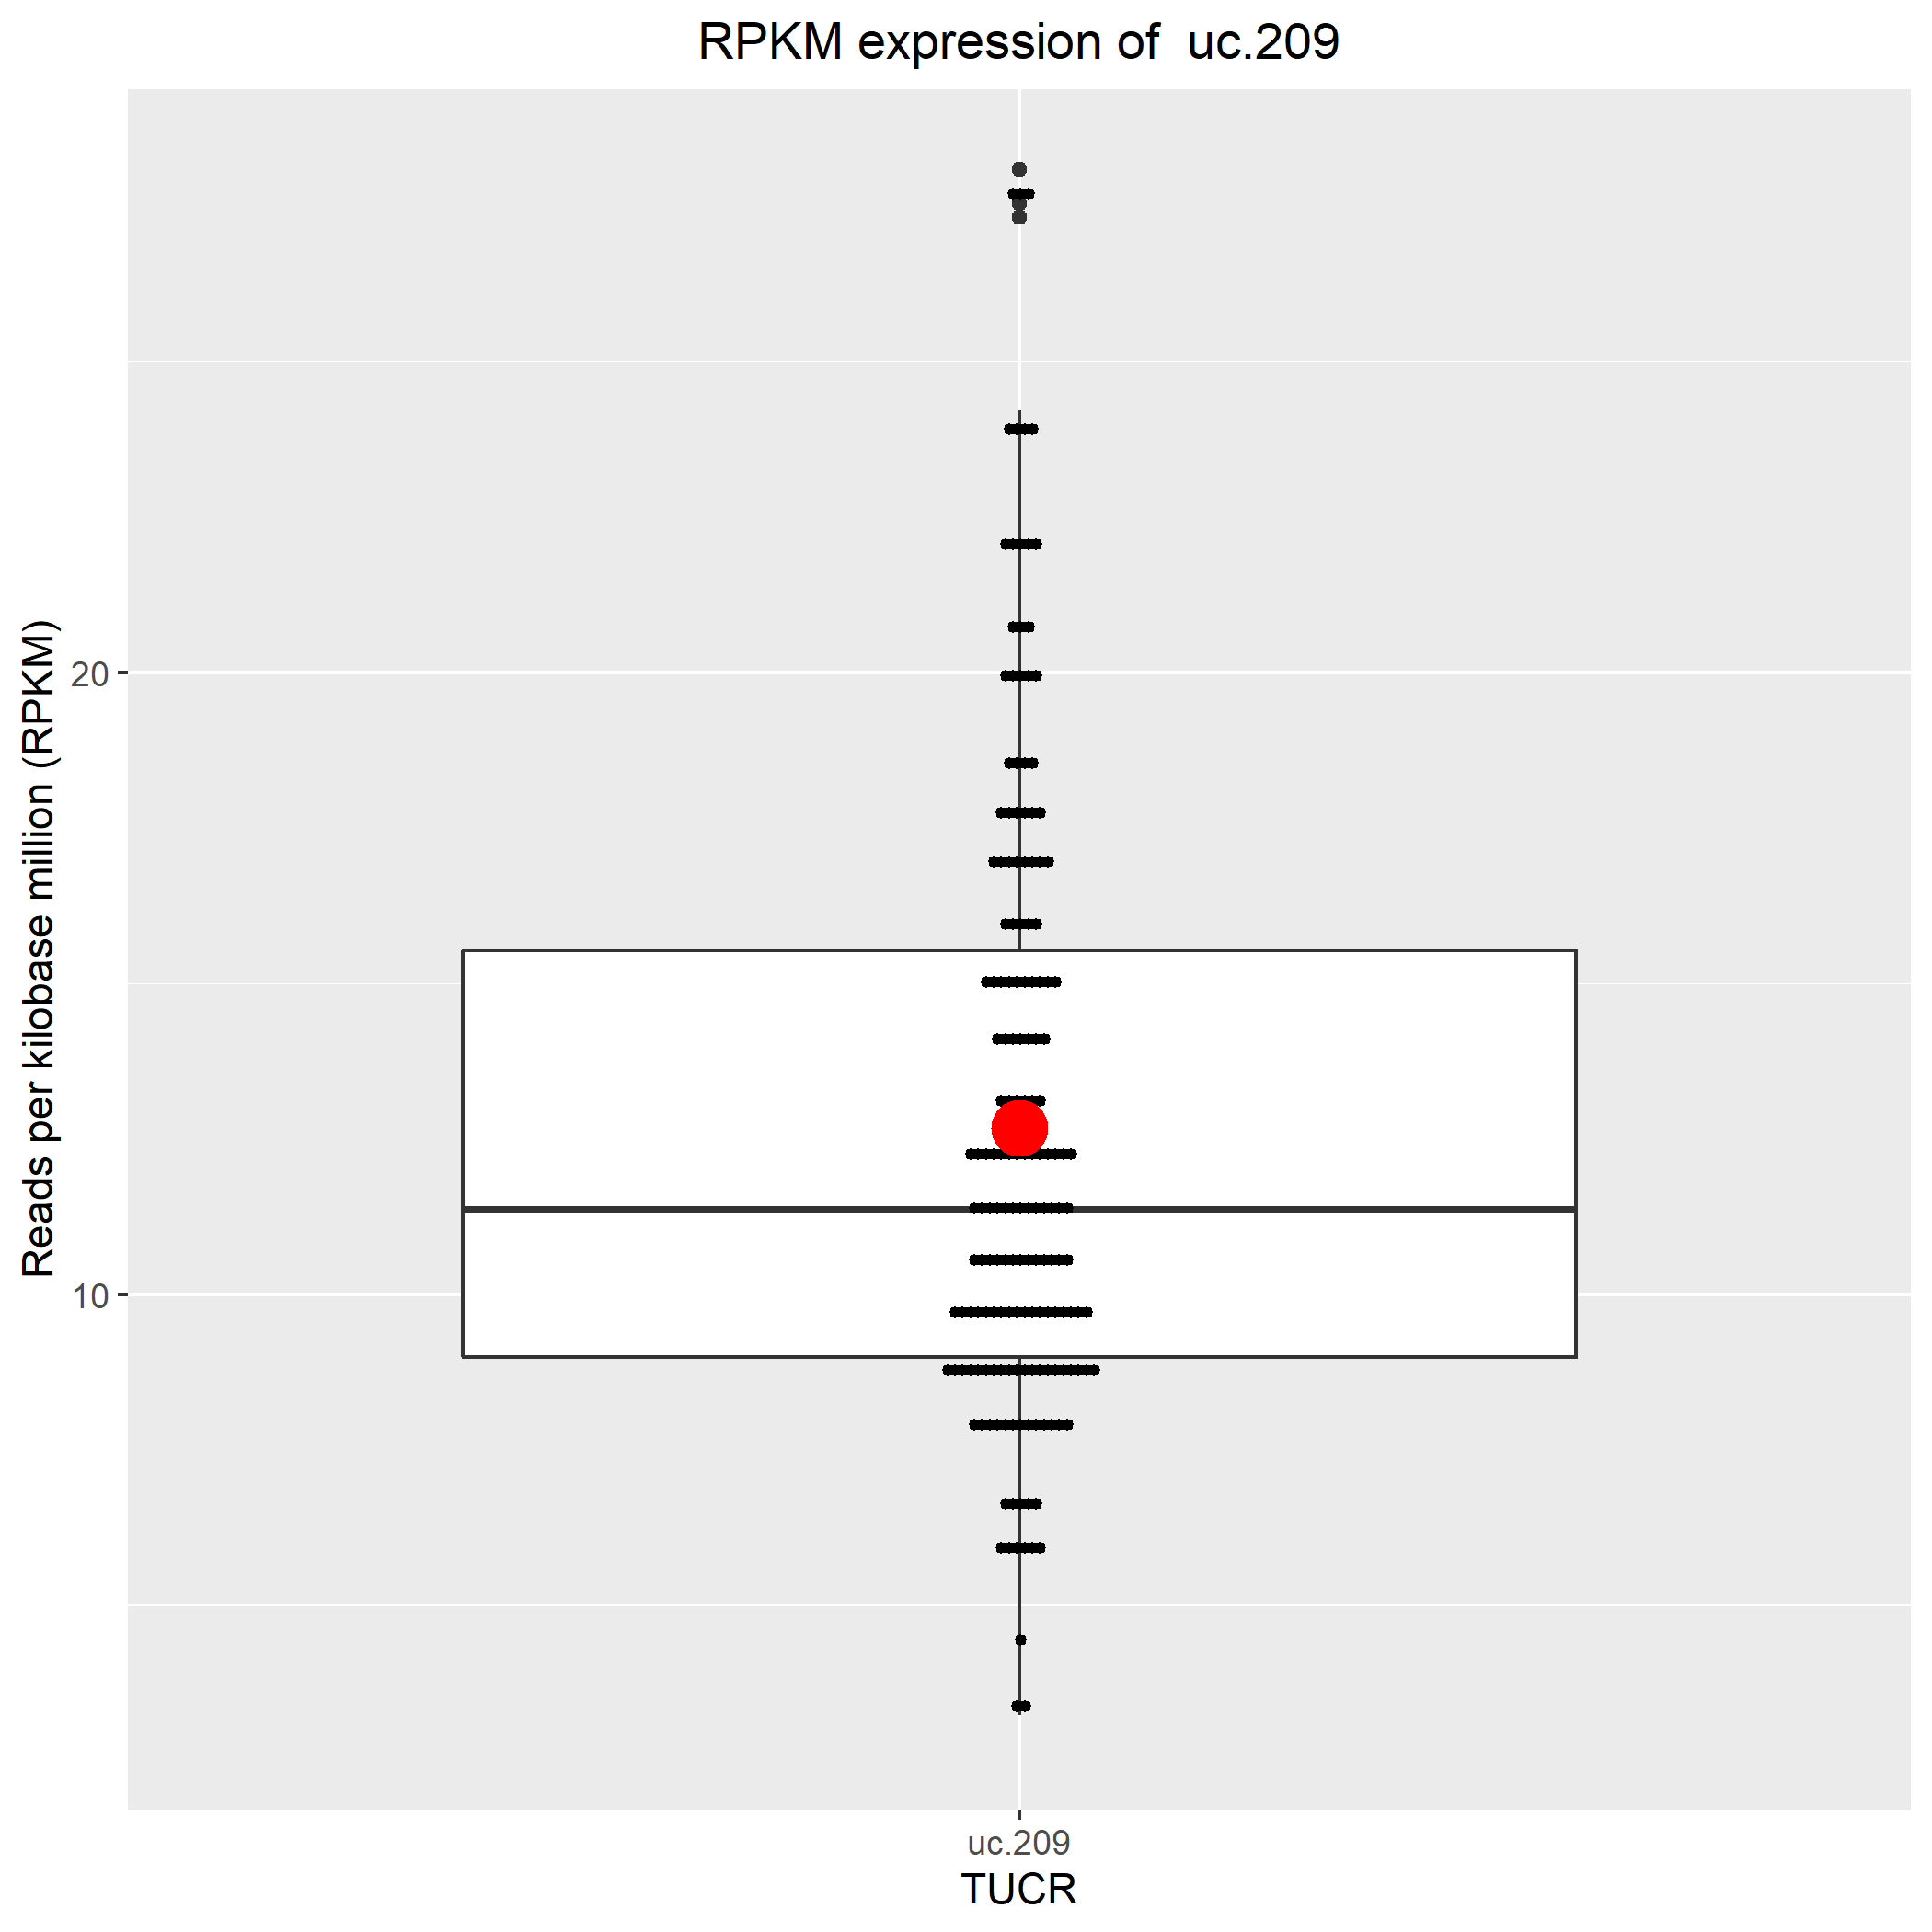 RPKM expression of  uc.209
Reads per kilobase million (RPKM)
20
10
uc.209
TUCR